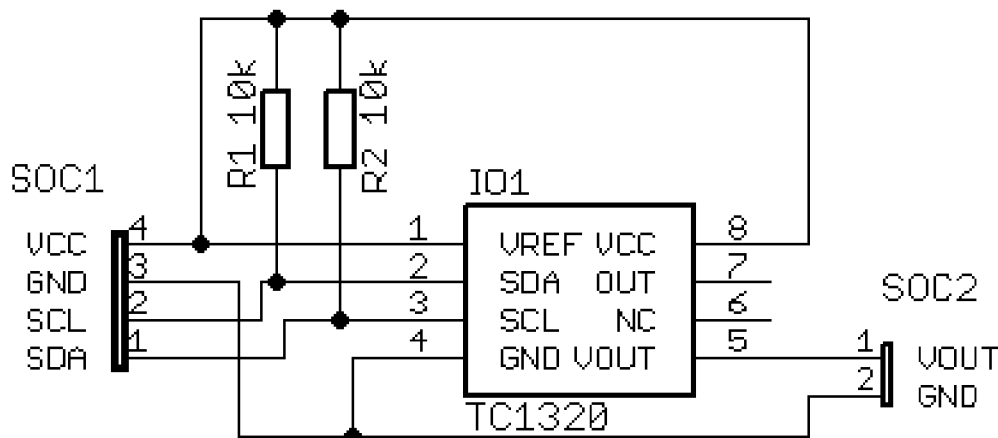 R1 10k
R2 10k
SOC1
VCC 4
GND 3
SCL 2
SDA 1
IO1
1 VREF VCC 8
2 SDA OUT 7
3 SCL NC 6
4 GND VOUT 5
TC1320
SOC2
1 VOUT
2 GND